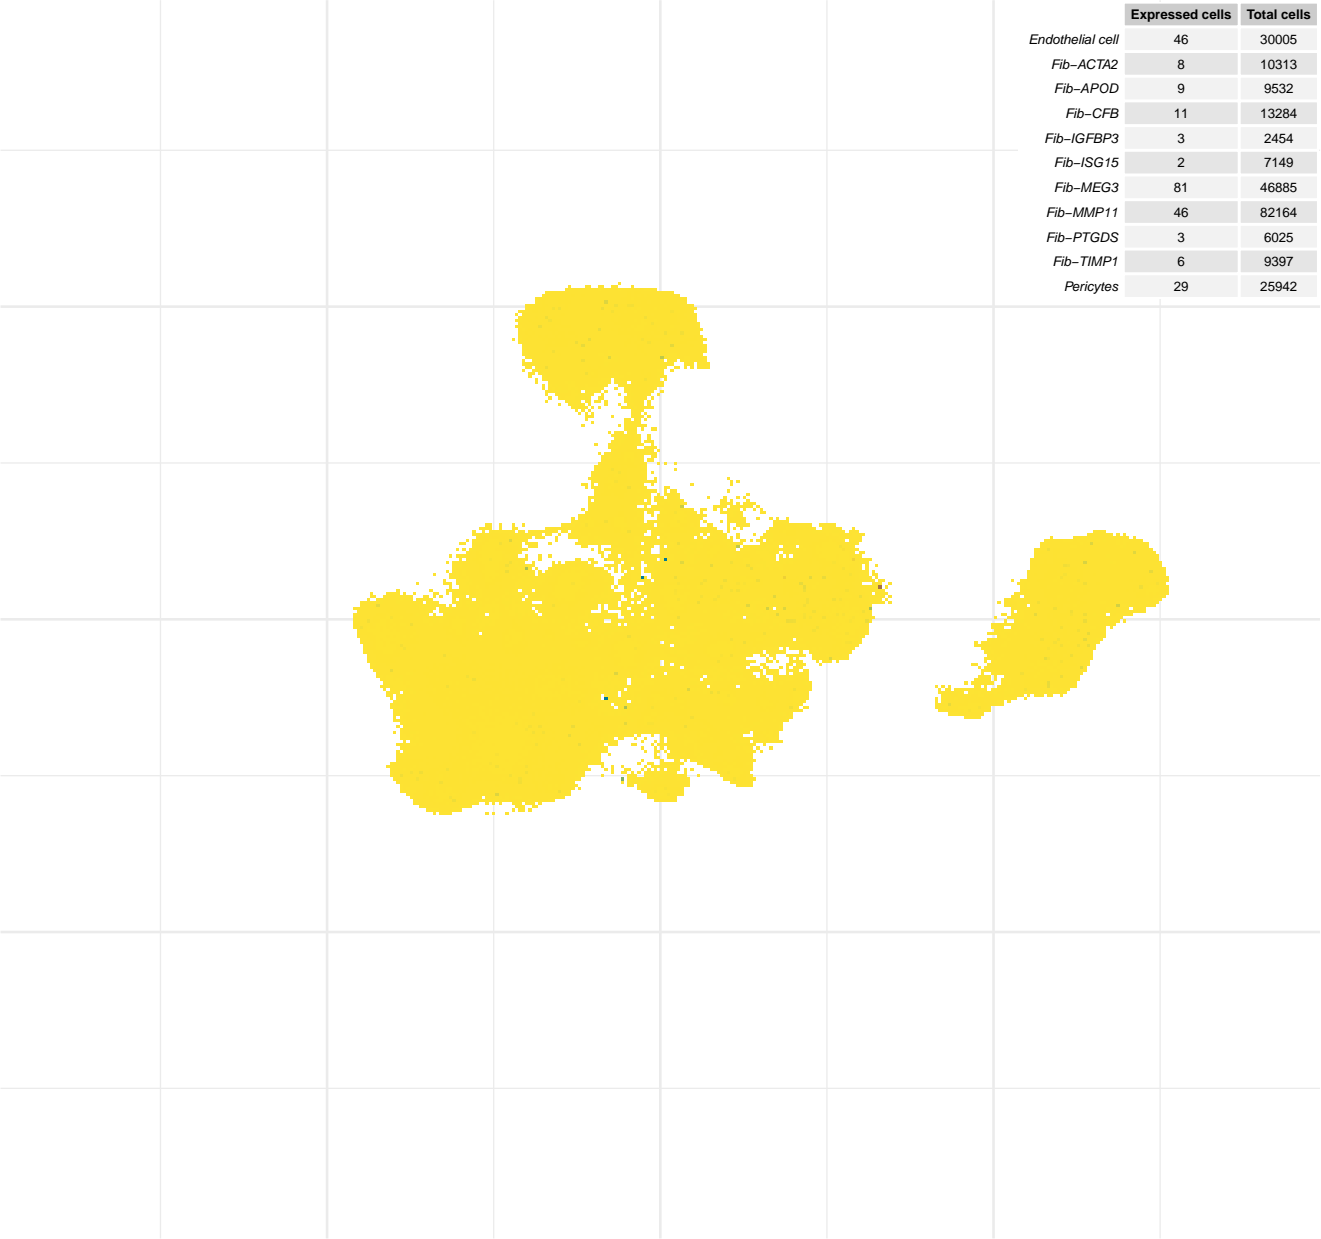 Expressed cells Total cells
Endothelial cell 46 30005
Fib−ACTA2 8 10313
Fib−APOD 9 9532
Fib−CFB 11 13284
Fib−IGFBP3 3 2454
Fib−ISG15 2 7149
Fib−MEG3 81 46885
Fib−MMP11 46 82164
Fib−PTGDS 3 6025
Fib−TIMP1 6 9397
Pericytes 29 25942